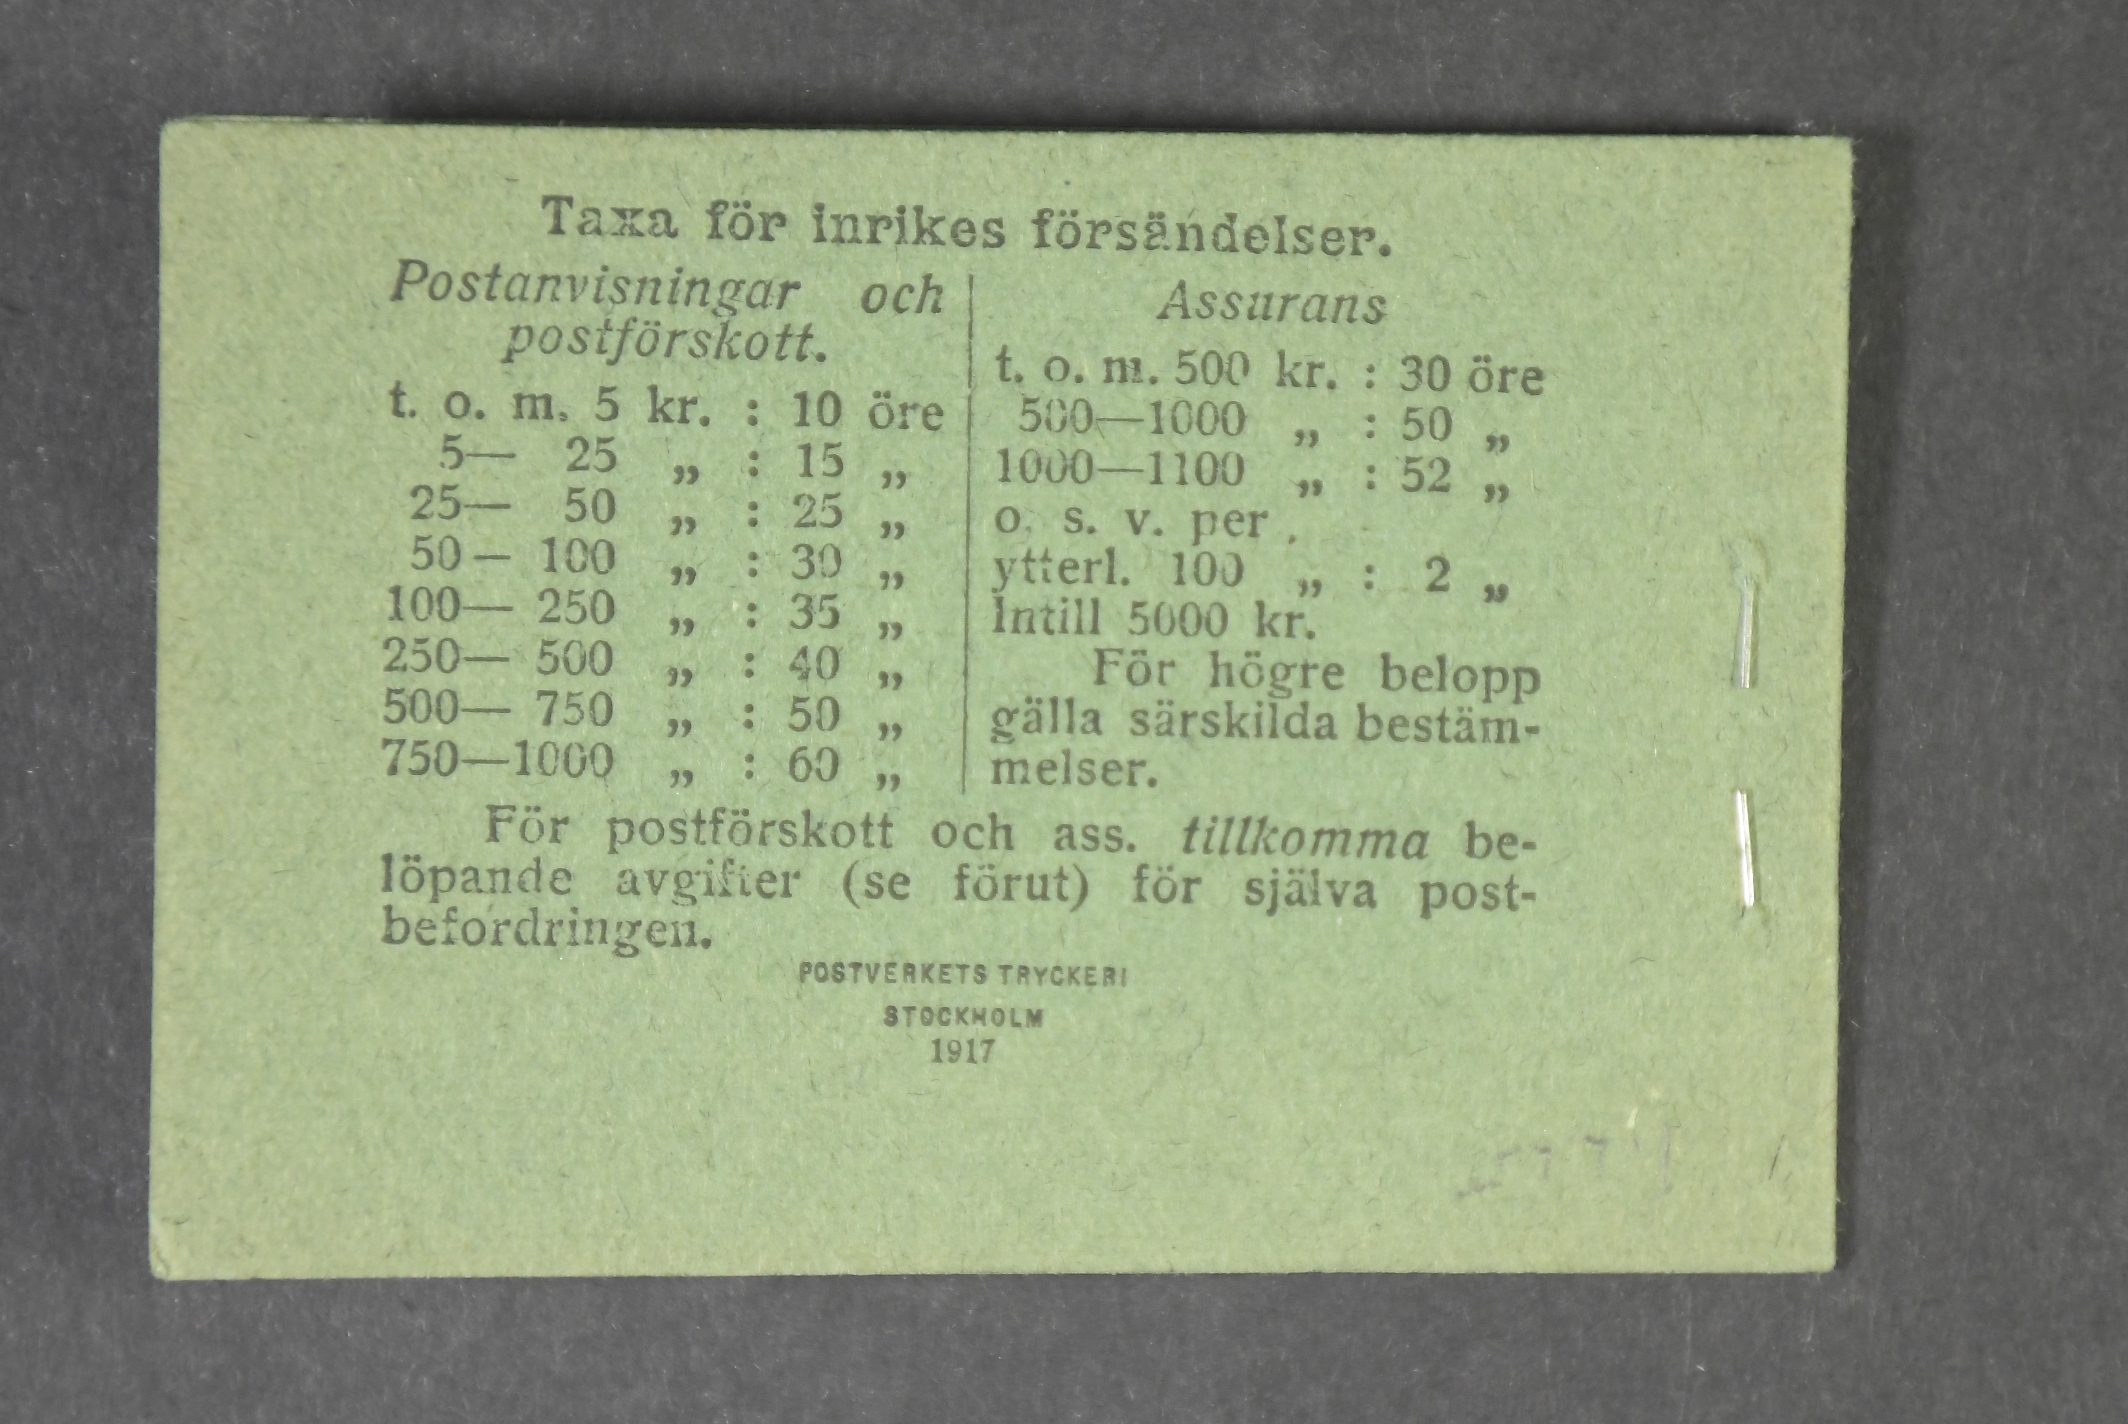 Taxa för inrikes försändelser.
Postanvisningar och
postförskott.
t. o. m. 5 kr. : 10 öre
5— 25 „ : 15 „
25— 50 „ : 25 „
50— 100 „ : 30 „
100— 250 „ : 35 „
250— 500 „ : 40 „
500— 750 „ : 50 „
750—1000 „ : 60 „
Assurans
t. o. m. 500 kr. : 30 öre
500—1000 „ : 50 „
1000—1100 „ : 52 „
o. s. v. per
ytterl. 100 „ : 2 „
Intill 5000 kr.
För högre belopp
gälla särskilda bestäm-
melser.
För postförskott och ass. tillkomma be-
löpande avgifter (se förut) för själva post-
befordringen.
POSTVERKETS TRYCKERI
STOCKHOLM
1917